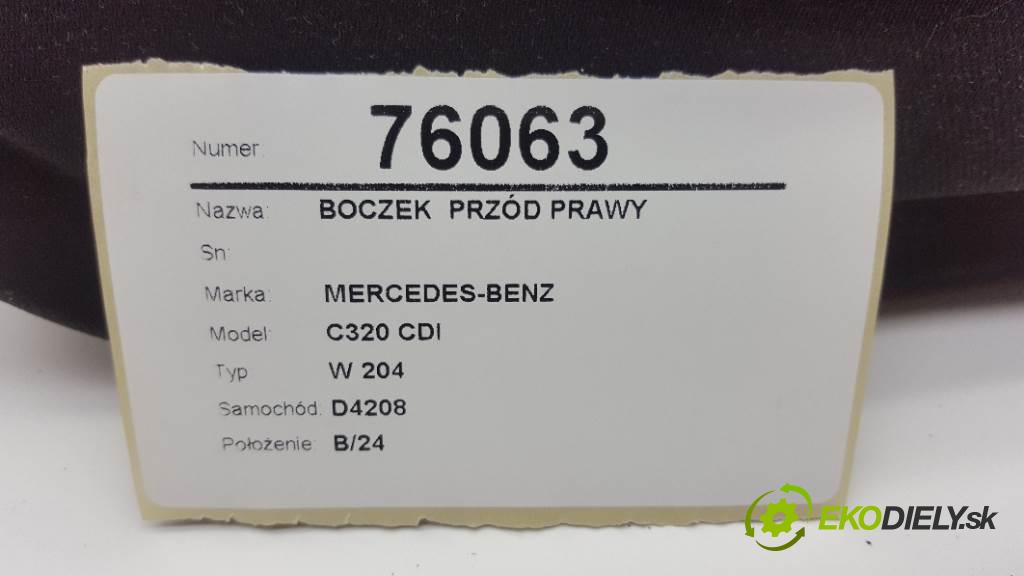 Numer: 76063
Nazwa: BOCZEK PRZÓD PRAWY
Sn:
Marka: MERCEDES-BENZ
Model: C320 CDI
Typ W 204
Samochód: D4208
Położenie: B/24
EKODIELY.sk